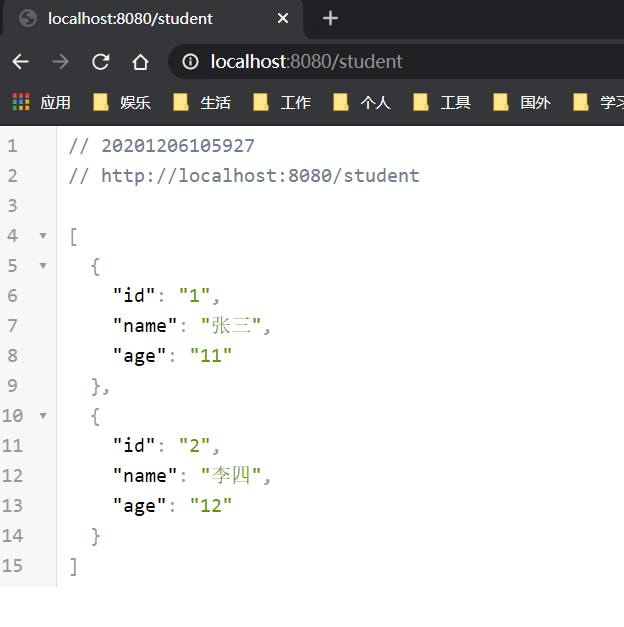 localhost:8080/student
localhost:8080/student
应用 娱乐 生活 工作 个人 工具 国外 学习
1 // 20201206105927
2 // http://localhost:8080/student
3
4 [
5 {
6 "id": "1",
7 "name": "张三",
8 "age": "11"
9 },
10 {
11 "id": "2",
12 "name": "李四",
13 "age": "12"
14 }
15 ]